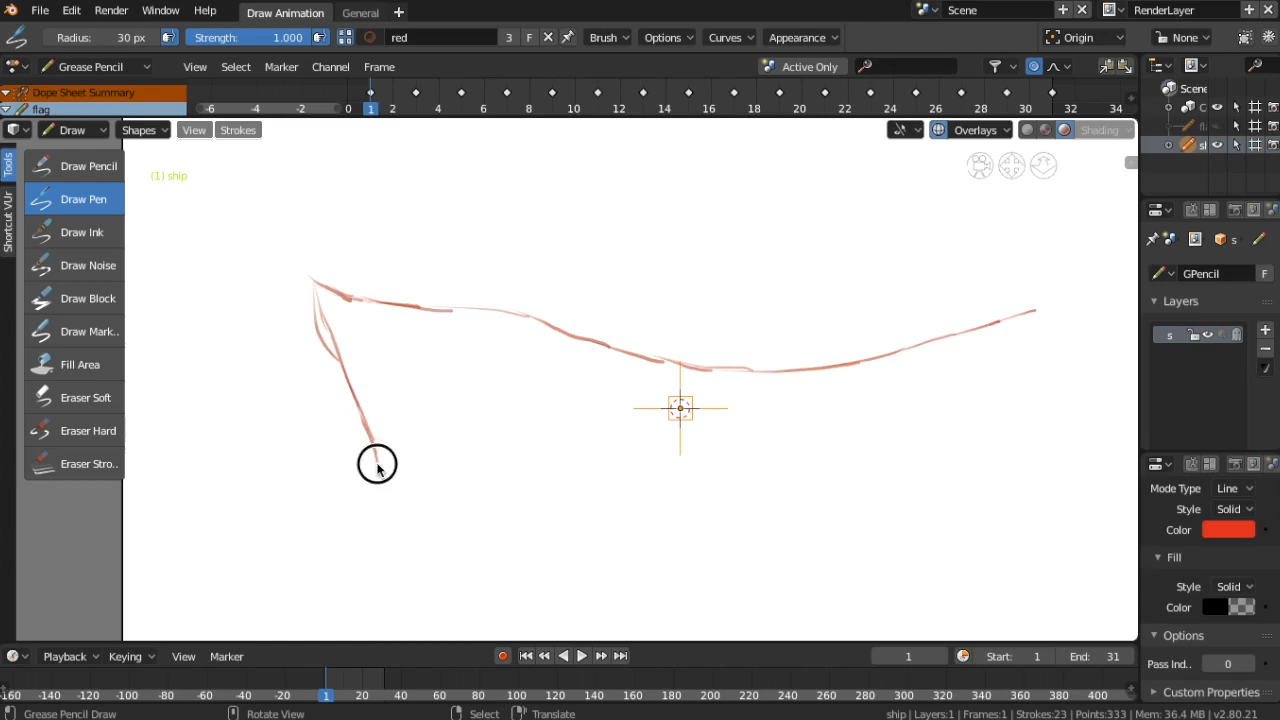 File Edit Render Window Help Draw Animation General + Scene RenderLayer
Radius: 30 px Strength: 1.000 red 3 F Brush Options Curves Appearance Origin None
Grease Pencil View Select Marker Channel Frame Active Only
Dope Sheet Summary
flag
-6 -4 -2 0 1 2 4 6 8 10 12 14 16 18 20 22 24 26 28 30 32 34
Scene
C
fl
sl
Draw Shapes View Strokes Overlays Shading
Tools
Shortcut VUr
Draw Pencil
Draw Pen
Draw Ink
Draw Noise
Draw Block
Draw Mark..
Fill Area
Eraser Soft
Eraser Hard
Eraser Stro..
(1) ship
s
GPencil F
Layers
s
Mode Type Line
Style Solid
Color
Fill
Style Solid
Color
Options
Pass Ind.. 0
Custom Properties
Playback Keying View Marker 1 Start: 1 End: 31
-160 -140 -120 -100 -80 -60 -40 -20 1 20 40 60 80 100 120 140 160 180 200 220 240 260 280 300 320 340 360 380 400
Grease Pencil Draw Rotate View Select Translate ship | Layers:1 | Frames:1 | Strokes:23 | Points:333 | Mem: 36.4 MB | v2.80.21